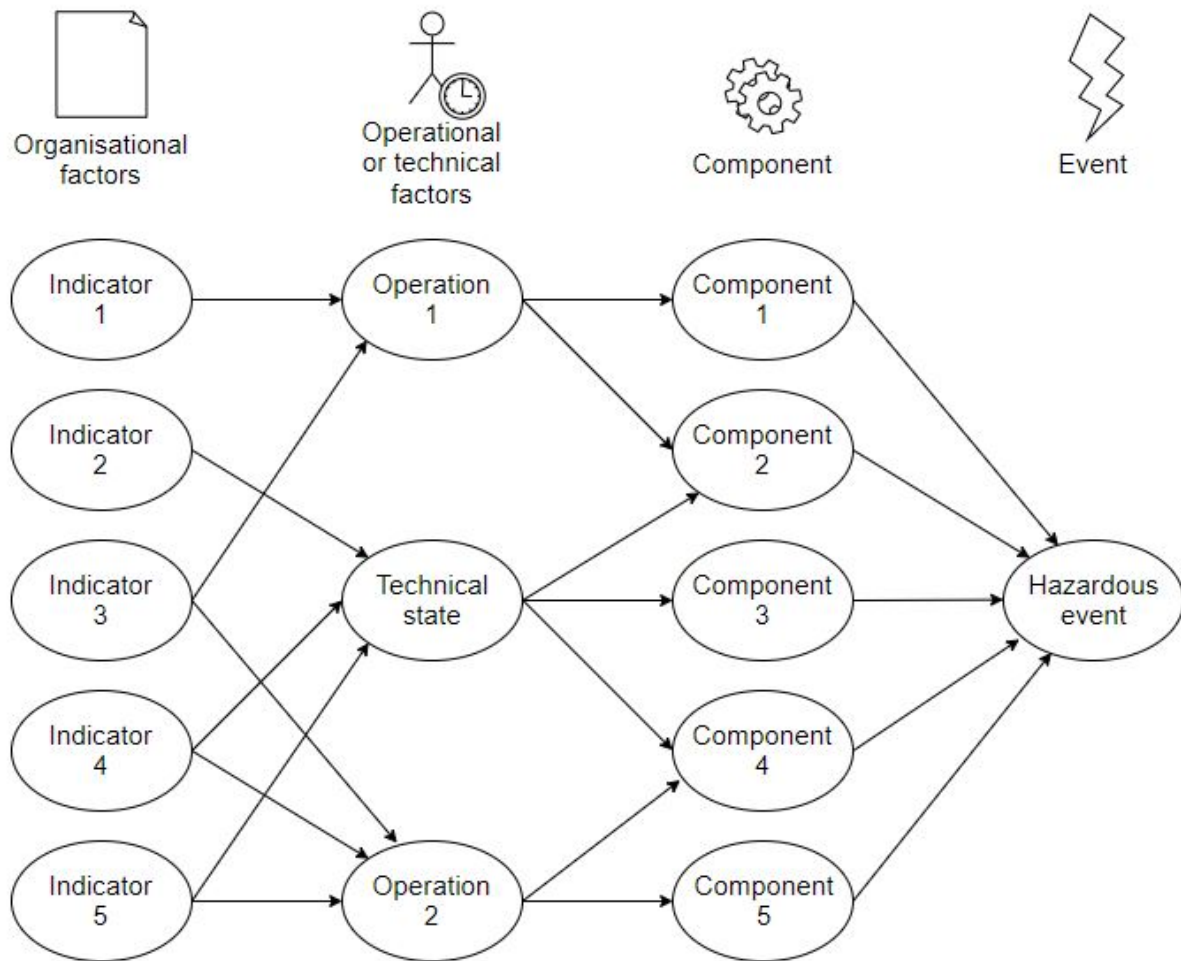 Organisational
factors
Operational
or technical
factors
Component
Event
Indicator
1
Operation
1
Component
1
Indicator
2
Component
2
Indicator
3
Technical
state
Component
3
Hazardous
event
Indicator
4
Component
4
Indicator
5
Operation
2
Component
5